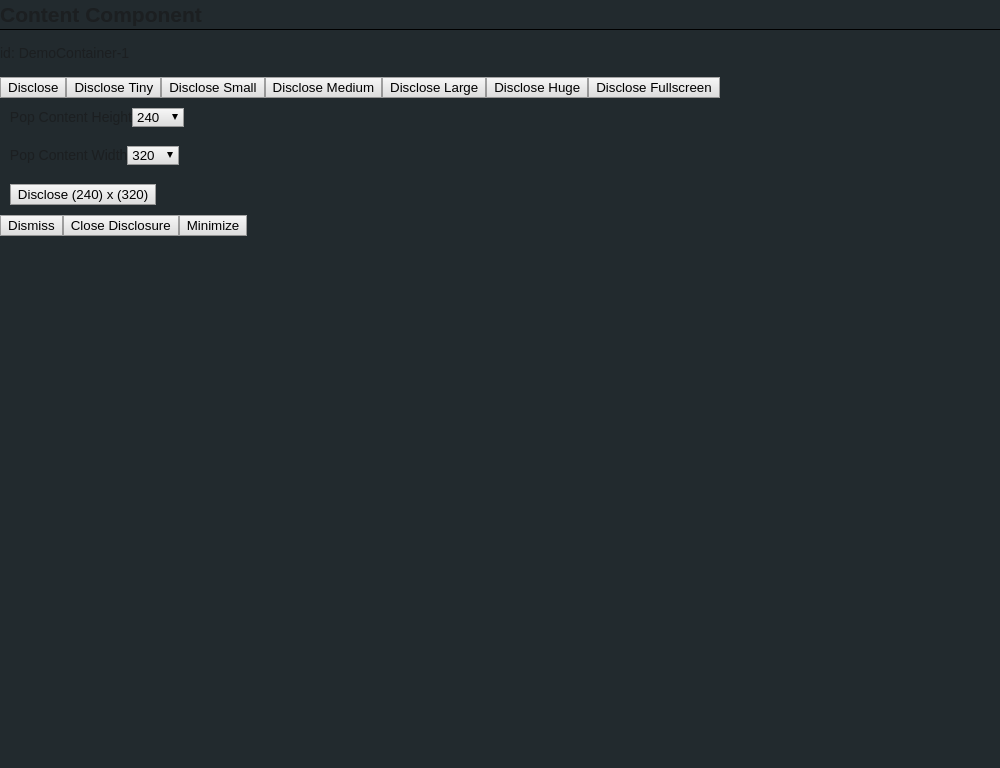 Content Component
id: DemoContainer-1
Disclose Disclose Tiny Disclose Small Disclose Medium Disclose Large Disclose Huge Disclose Fullscreen
Pop Content Height 240
Pop Content Width 320
Disclose (240) x (320)
Dismiss Close Disclosure Minimize